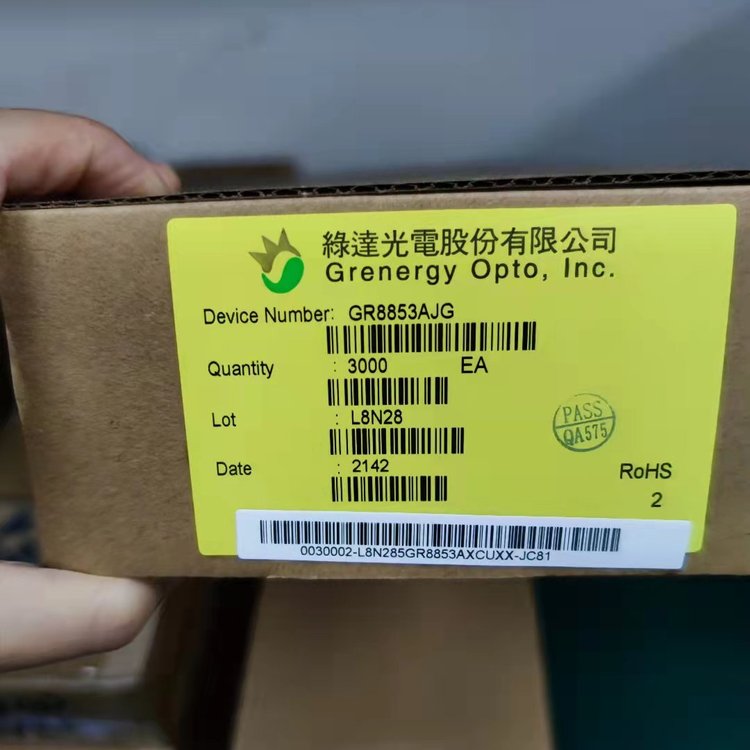 綠達光電股份有限公司
Grenergy Opto, Inc.
Device Number: GR8853AJG
Quantity : 3000 EA
Lot : L8N28
Date : 2142
PASS
QA575
RoHS
2
0030002-L8N285GR8853AXCUXX-JC81